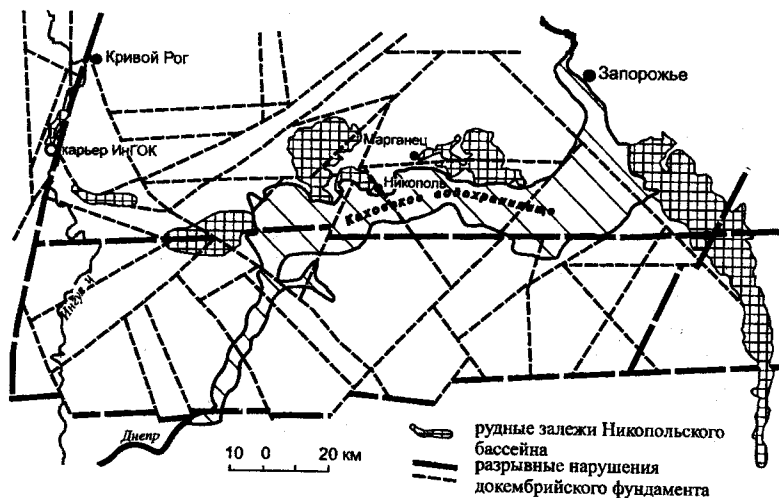 Кривой Рог
Запорожье
карьер ИнГОК
Марганец
Никополь
Каховское водохранилище
Ингулец
Днепр
10 0 20 км
рудные залежи Никопольского
бассейна
разрывные нарушения
докембрийского фундамента